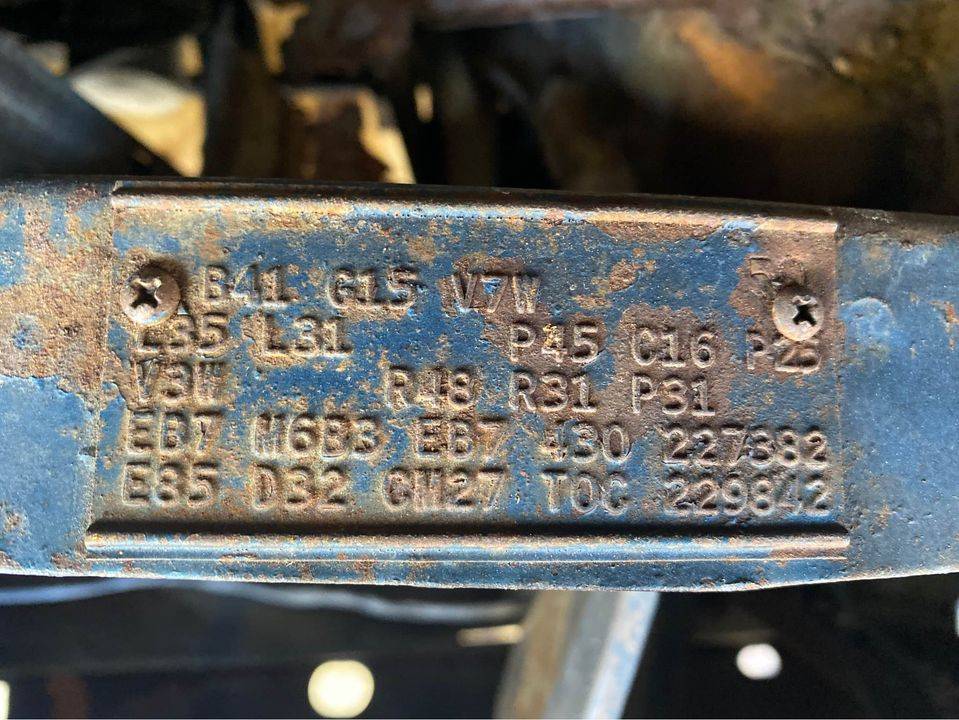 B41 G15 V7W
L31 P45 C16
V3W R48 R31 P31
EB7 M6B3 EB7 430 227382
E85 D32 CM27 TOC 229842